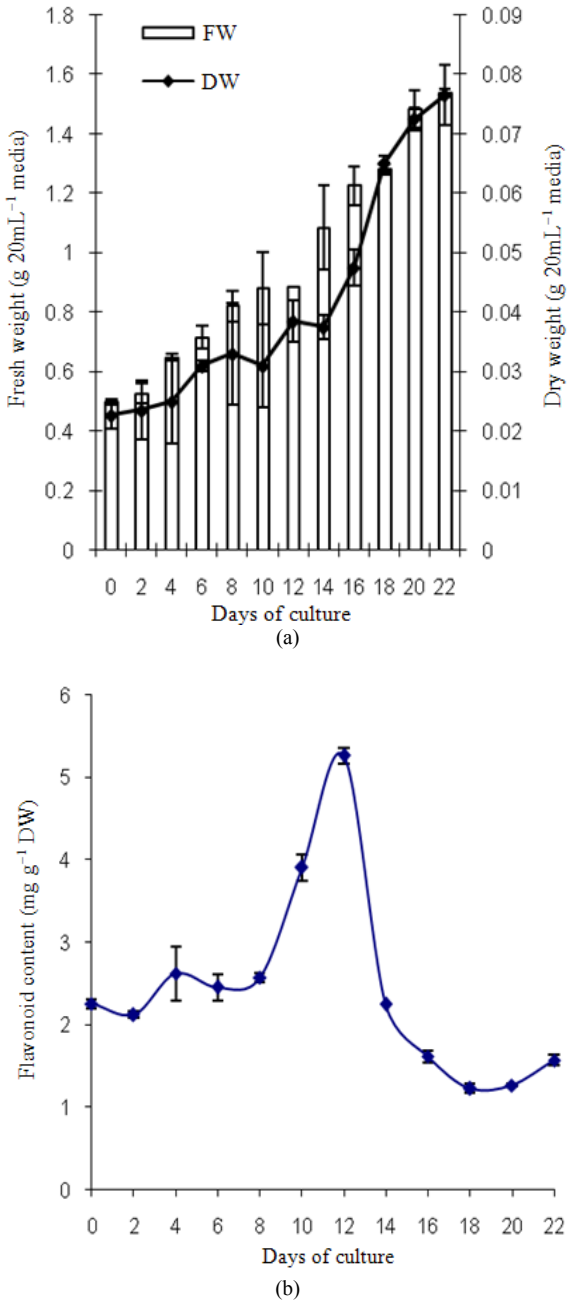 1.8
1.6
1.4
1.2
1
0.8
0.6
0.4
0.2
0
Fresh weight (g 20mL⁻¹ media)
FW
DW
0.09
0.08
0.07
0.06
0.05
0.04
0.03
0.02
0.01
0
Dry weight (g 20mL⁻¹ media)
0 2 4 6 8 10 12 14 16 18 20 22
Days of culture
(a)
6
5
4
3
2
1
0
Flavonoid content (mg g⁻¹ DW)
0 2 4 6 8 10 12 14 16 18 20 22
Days of culture
(b)